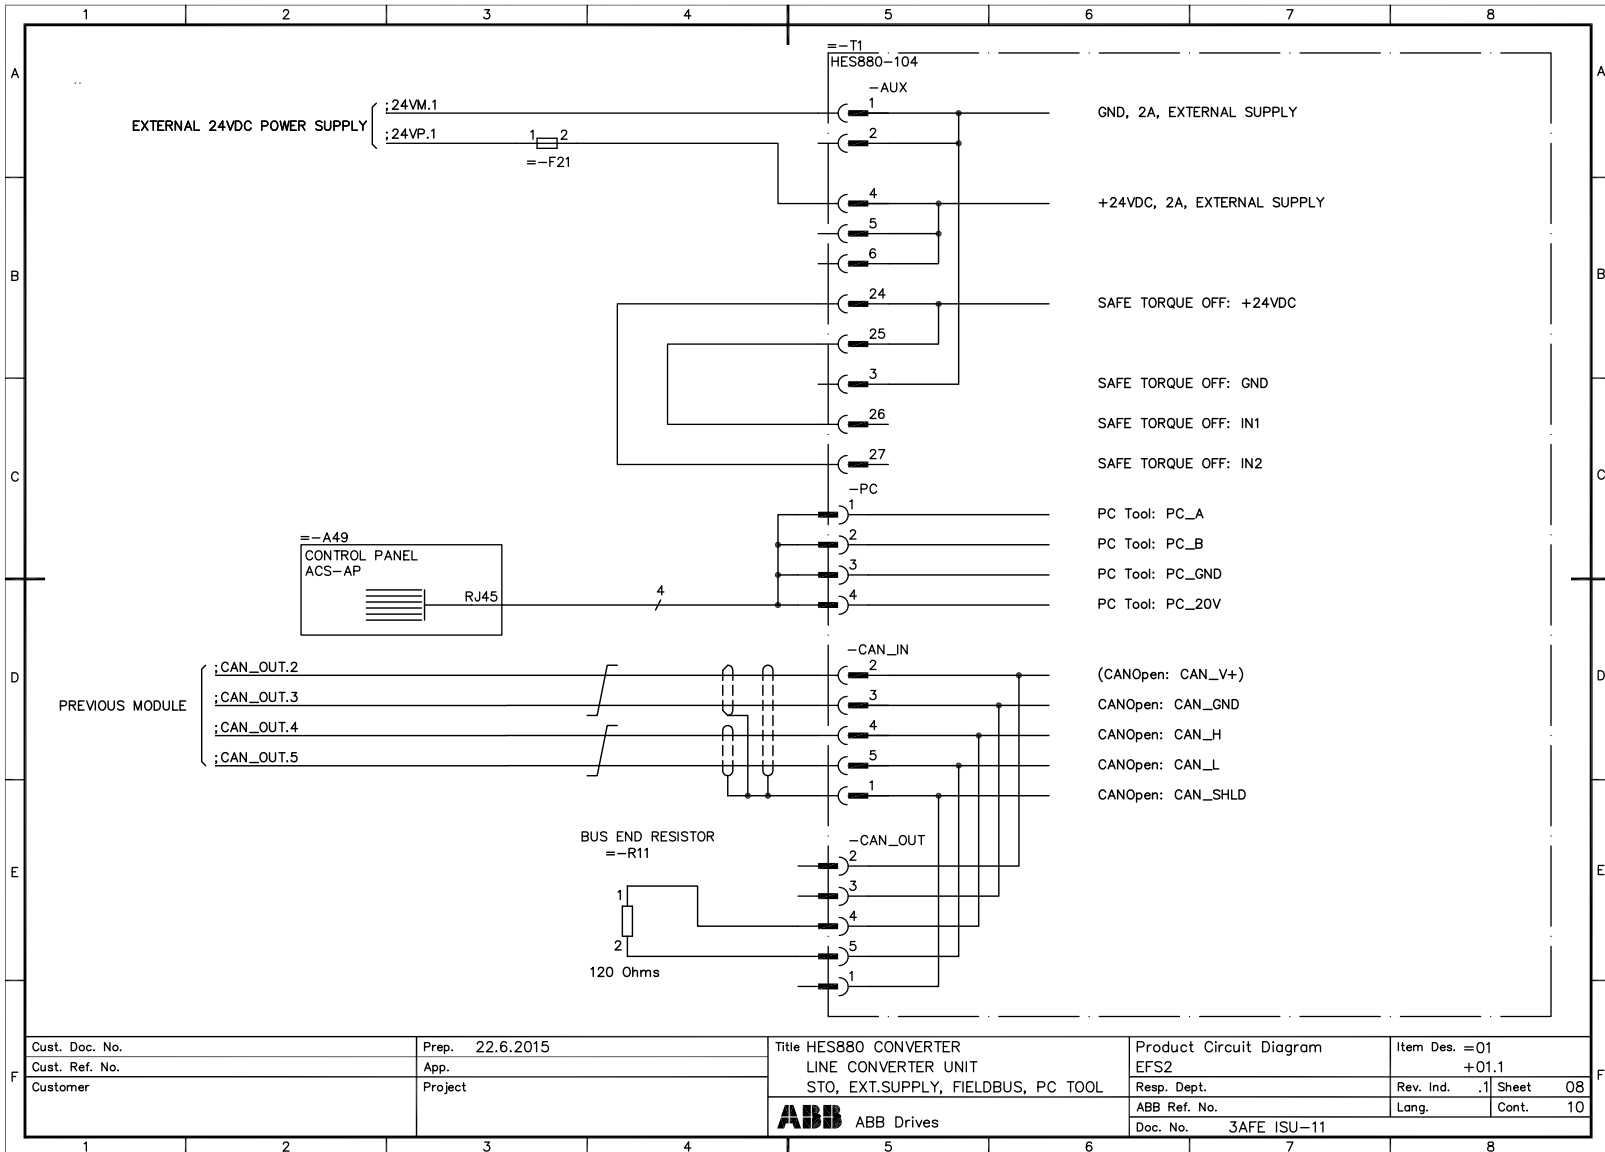 1 2 3 4 5 6 7 8
A
A
B
B
C
C
D
D
E
E
F
F
=-T1
HES880-104
-AUX
EXTERNAL 24VDC POWER SUPPLY
;24VM.1
1
GND, 2A, EXTERNAL SUPPLY
;24VP.1
1 2
=-F21
2
4
+24VDC, 2A, EXTERNAL SUPPLY
5
6
24
SAFE TORQUE OFF: +24VDC
25
3
SAFE TORQUE OFF: GND
26
SAFE TORQUE OFF: IN1
27
SAFE TORQUE OFF: IN2
-PC
1
PC Tool: PC_A
2
PC Tool: PC_B
3
PC Tool: PC_GND
4
PC Tool: PC_20V
=-A49
CONTROL PANEL
ACS-AP
RJ45
4
-CAN_IN
PREVIOUS MODULE
;CAN_OUT.2
2
(CANOpen: CAN_V+)
;CAN_OUT.3
3
CANOpen: CAN_GND
;CAN_OUT.4
4
CANOpen: CAN_H
;CAN_OUT.5
5
CANOpen: CAN_L
1
CANOpen: CAN_SHLD
BUS END RESISTOR
=-R11
1
2
120 Ohms
-CAN_OUT
2
3
4
5
1
Cust. Doc. No.
Cust. Ref. No.
Customer
Prep. 22.6.2015
App.
Project
Title HES880 CONVERTER
LINE CONVERTER UNIT
STO, EXT.SUPPLY, FIELDBUS, PC TOOL
ABB ABB Drives
Product Circuit Diagram
EFS2
Resp. Dept.
ABB Ref. No.
Doc. No. 3AFE ISU-11
Item Des. =01
+01.1
Rev. Ind. .1 Sheet 08
Lang. Cont. 10
1 2 3 4 5 6 7 8